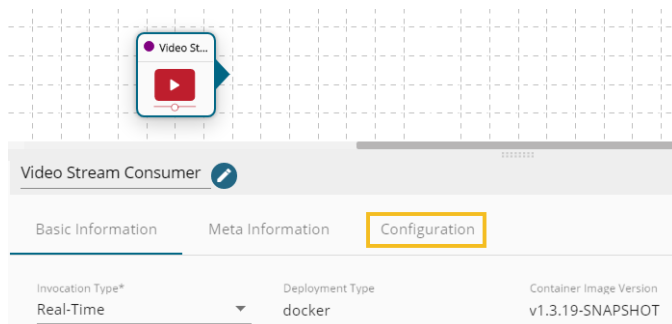 Video St...
Video Stream Consumer
Basic Information Meta Information Configuration
Invocation Type* Deployment Type Container Image Version
Real-Time docker v1.3.19-SNAPSHOT